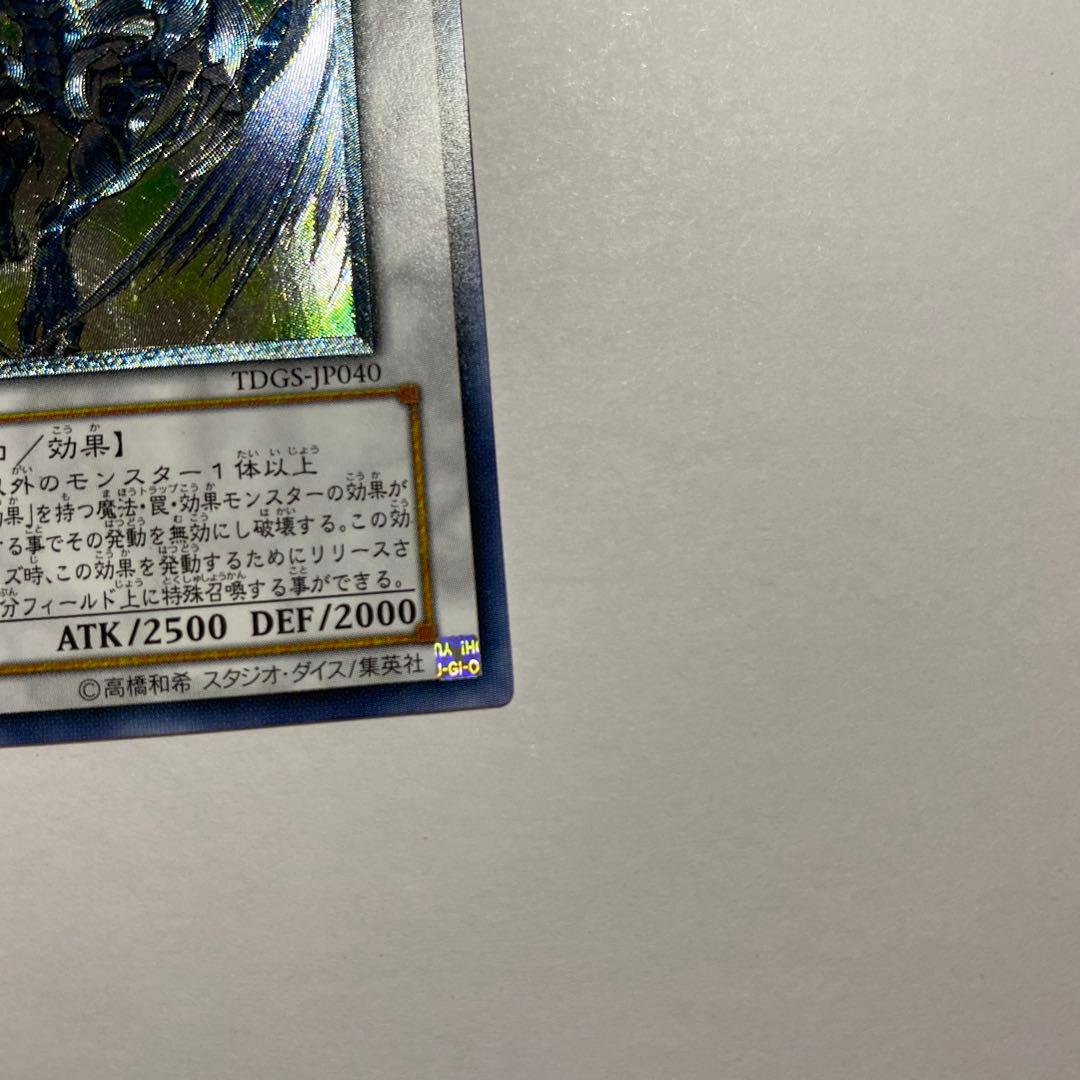 TDGS-JP040
／効果】
外のモンスター1体以上
果」を持つ魔法・罠・効果モンスターの効果が
る事でその発動を無効にし破壊する。この効
ズ時、この効果を発動するためにリリースさ
分フィールド上に特殊召喚する事ができる。
ATK/2500 DEF/2000
©高橋和希 スタジオ・ダイス/集英社